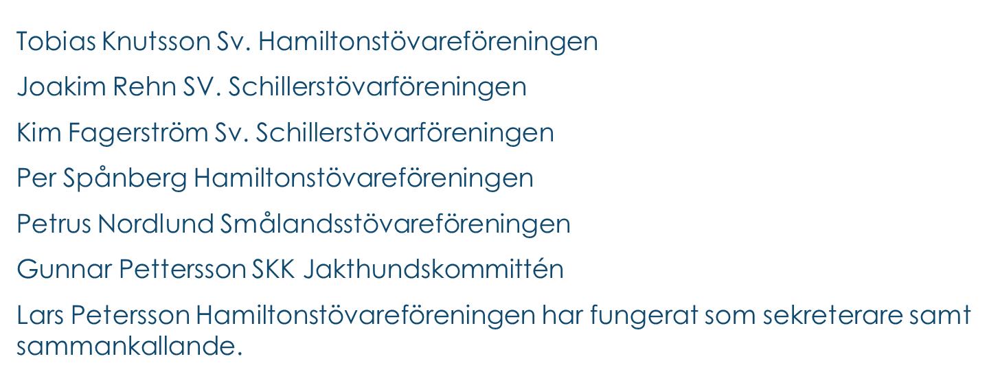 Tobias Knutsson Sv. Hamiltonstövareföreningen
Joakim Rehn SV. Schillerstövarföreningen
Kim Fagerström Sv. Schillerstövarföreningen
Per Spånberg Hamiltonstövareföreningen
Petrus Nordlund Smålandsstövareföreningen
Gunnar Pettersson SKK Jakthundskommittén
Lars Petersson Hamiltonstövareföreningen har fungerat som sekreterare samt
sammankallande.